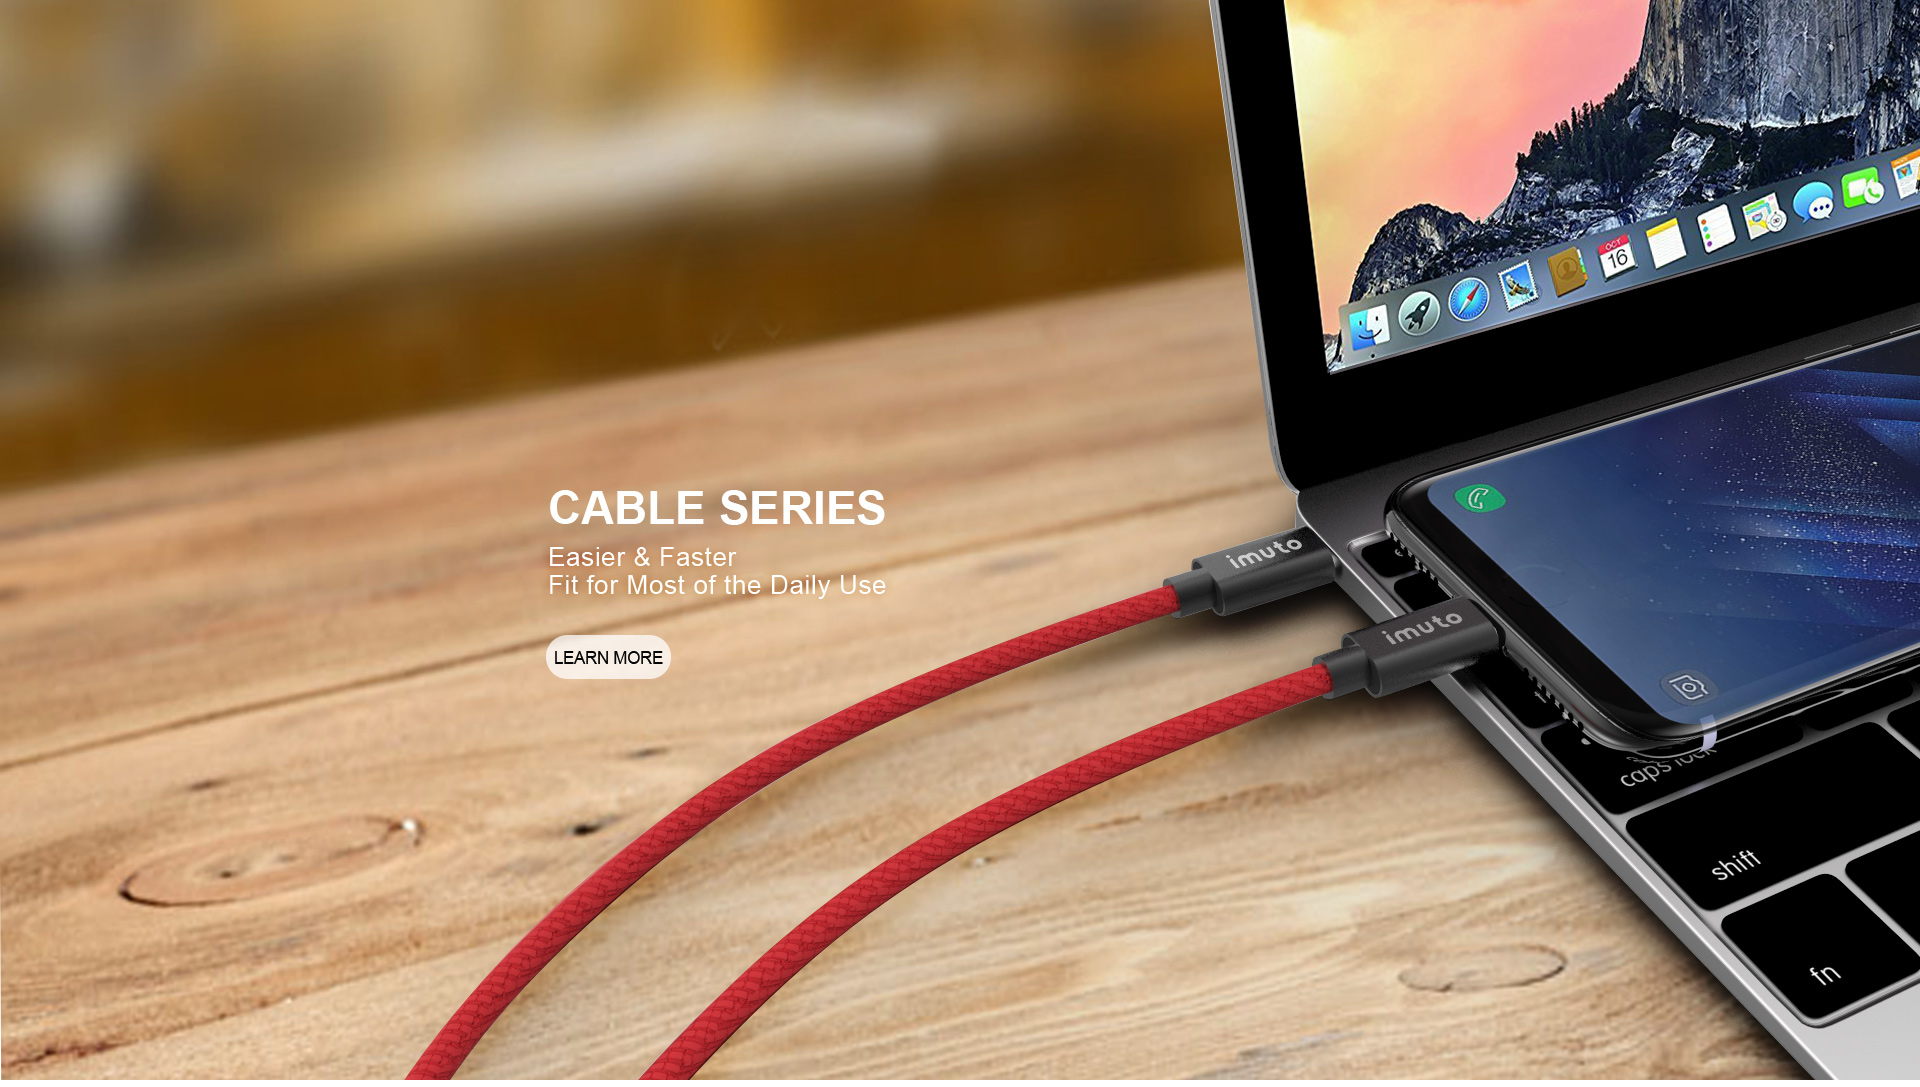 CABLE SERIES
Easier & Faster
Fit for Most of the Daily Use
LEARN MORE
imuto
imuto
OCT
16
caps lock
shift
fn